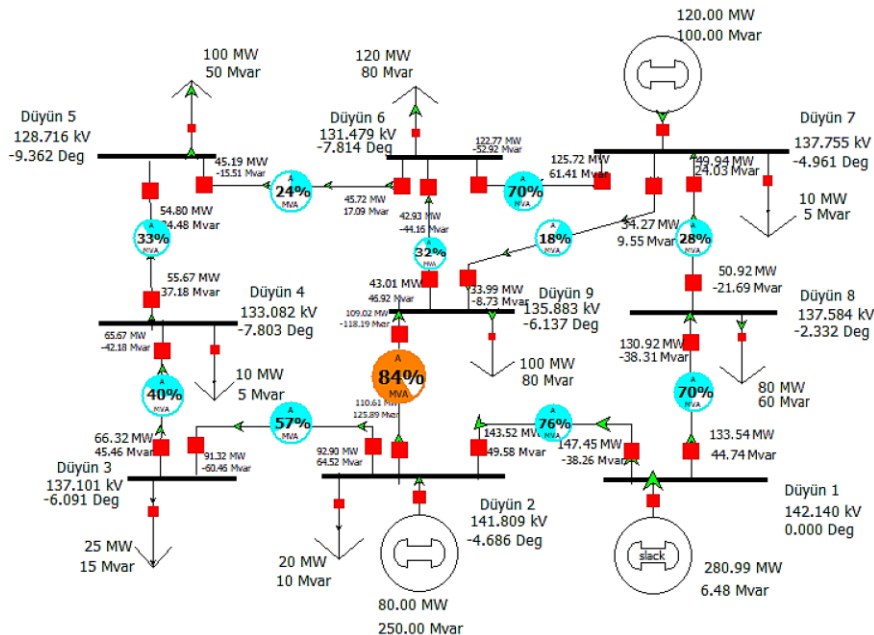 120.00 MW
100.00 Mvar
100 MW
50 Mvar
120 MW
80 Mvar
Düyün 5
128.716 kV
-9.362 Deg
Düyün 6
131.479 kV
-7.814 Deg
Düyün 7
137.755 kV
-4.961 Deg
122.77 MW
-52.92 Mvar
125.72 MW
61.41 Mvar
49.94 MW
24.03 Mvar
45.19 MW
-15.51 Mvar
A
24%
MVA
45.72 MW
17.09 Mvar
A
70%
MVA
10 MW
5 Mvar
54.80 MW
34.48 Mvar
A
33%
MVA
42.93 MW
-44.16 Mvar
A
32%
MVA
A
18%
MVA
34.27 MW
9.55 Mvar
A
28%
MVA
55.67 MW
37.18 Mvar
43.01 MW
46.92 Mvar
33.99 MW
-8.73 Mvar
50.92 MW
-21.69 Mvar
Düyün 4
133.082 kV
-7.803 Deg
Düyün 9
135.883 kV
-6.137 Deg
Düyün 8
137.584 kV
-2.332 Deg
109.02 MW
-118.19 Mvar
65.67 MW
-42.18 Mvar
130.92 MW
-38.31 Mvar
10 MW
5 Mvar
A
84%
MVA
100 MW
80 Mvar
80 MW
60 Mvar
A
40%
MVA
110.61 MW
125.89 Mvar
A
70%
MVA
A
57%
MVA
A
76%
MVA
66.32 MW
45.46 Mvar
91.32 MW
-60.46 Mvar
92.90 MW
64.52 Mvar
143.52 MW
49.58 Mvar
147.45 MW
-38.26 Mvar
133.54 MW
44.74 Mvar
Düyün 3
137.101 kV
-6.091 Deg
Düyün 2
141.809 kV
-4.686 Deg
Düyün 1
142.140 kV
0.000 Deg
25 MW
15 Mvar
20 MW
10 Mvar
slack
280.99 MW
6.48 Mvar
80.00 MW
250.00 Mvar